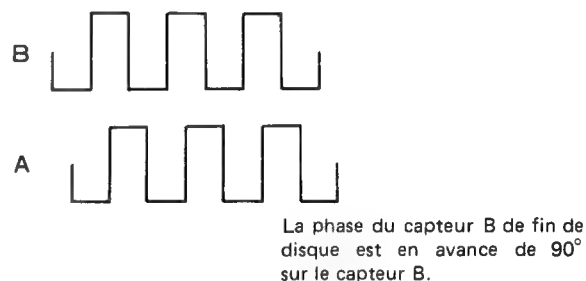 B
A
La phase du capteur B de fin de
disque est en avance de 90°
sur le capteur B.